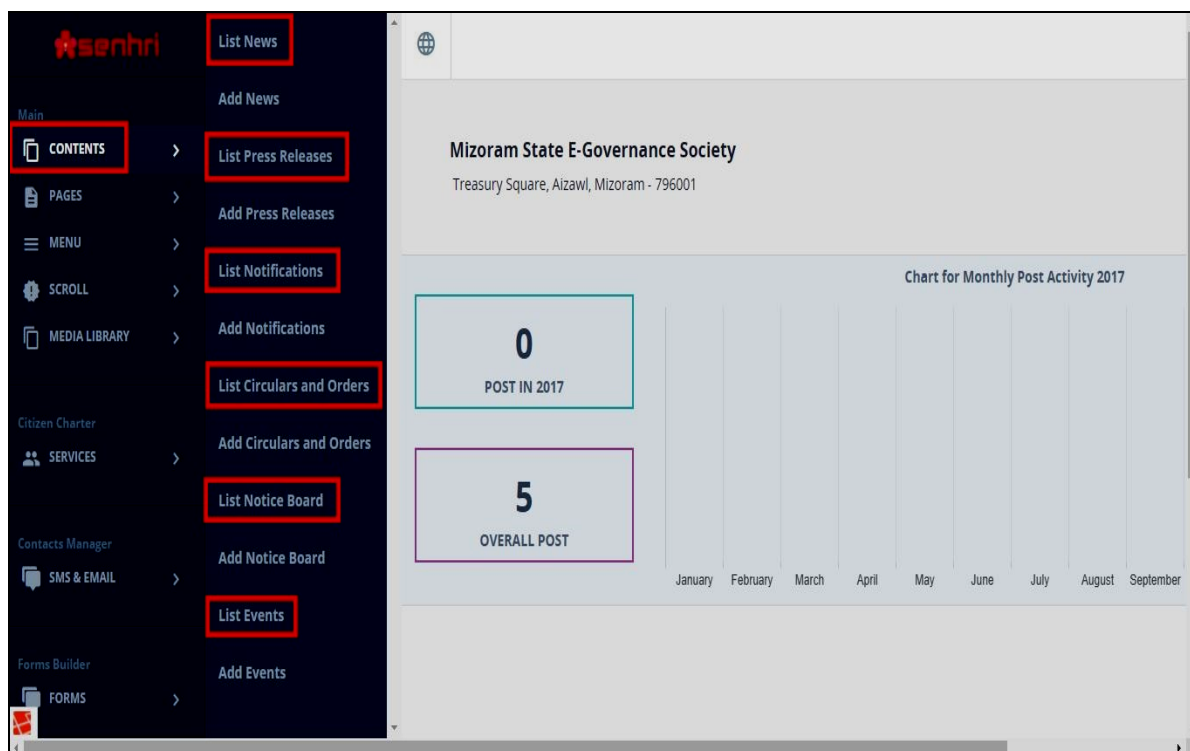 senhri
Main
CONTENTS
PAGES
MENU
SCROLL
MEDIA LIBRARY
Citizen Charter
SERVICES
Contacts Manager
SMS & EMAIL
Forms Builder
FORMS
List News
Add News
List Press Releases
Add Press Releases
List Notifications
Add Notifications
List Circulars and Orders
Add Circulars and Orders
List Notice Board
Add Notice Board
List Events
Add Events
Mizoram State E-Governance Society
Treasury Square, Aizawl, Mizoram - 796001
0
POST IN 2017
5
OVERALL POST
Chart for Monthly Post Activity 2017
January February March April May June July August September